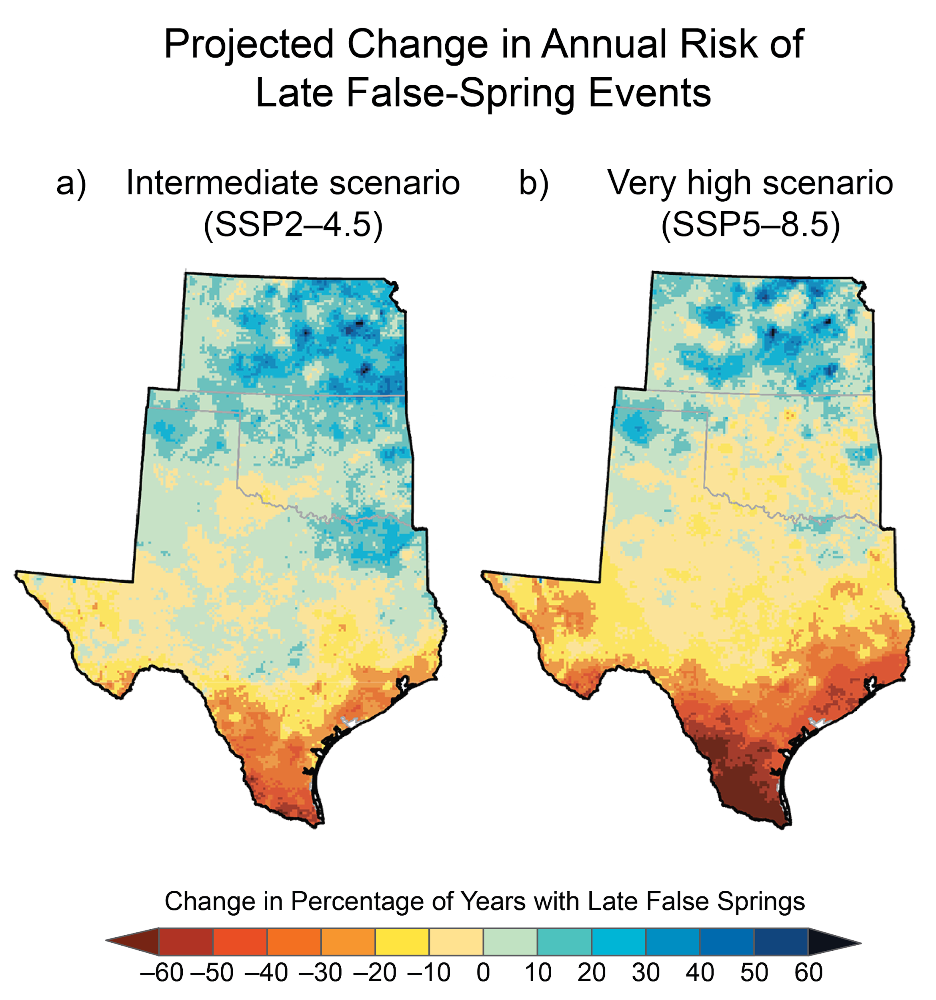 Projected Change in Annual Risk of
Late False-Spring Events
a) Intermediate scenario
(SSP2–4.5)
b) Very high scenario
(SSP5–8.5)
Change in Percentage of Years with Late False Springs
–60 –50 –40 –30 –20 –10 0 10 20 30 40 50 60